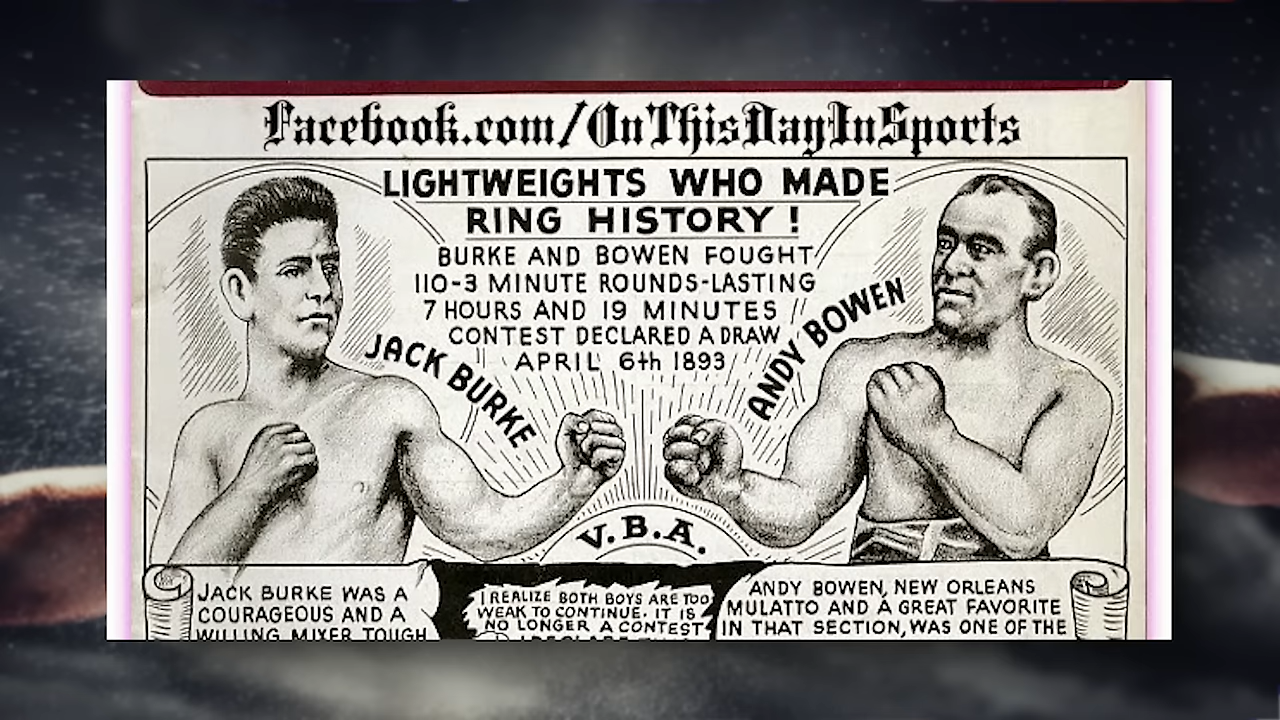 Facebook.com/OnThisDayInSports
LIGHTWEIGHTS WHO MADE
RING HISTORY!
BURKE AND BOWEN FOUGHT
110-3 MINUTE ROUNDS-LASTING
7 HOURS AND 19 MINUTES
CONTEST DECLARED A DRAW
APRIL 6th 1893
JACK BURKE
ANDY BOWEN
V.B.A.
JACK BURKE WAS A
COURAGEOUS AND A
WILLING MIXER TOUGH
I REALIZE BOTH BOYS ARE TOO
WEAK TO CONTINUE. IT IS
NO LONGER A CONTEST
ANDY BOWEN, NEW ORLEANS
MULATTO AND A GREAT FAVORITE
IN THAT SECTION, WAS ONE OF THE